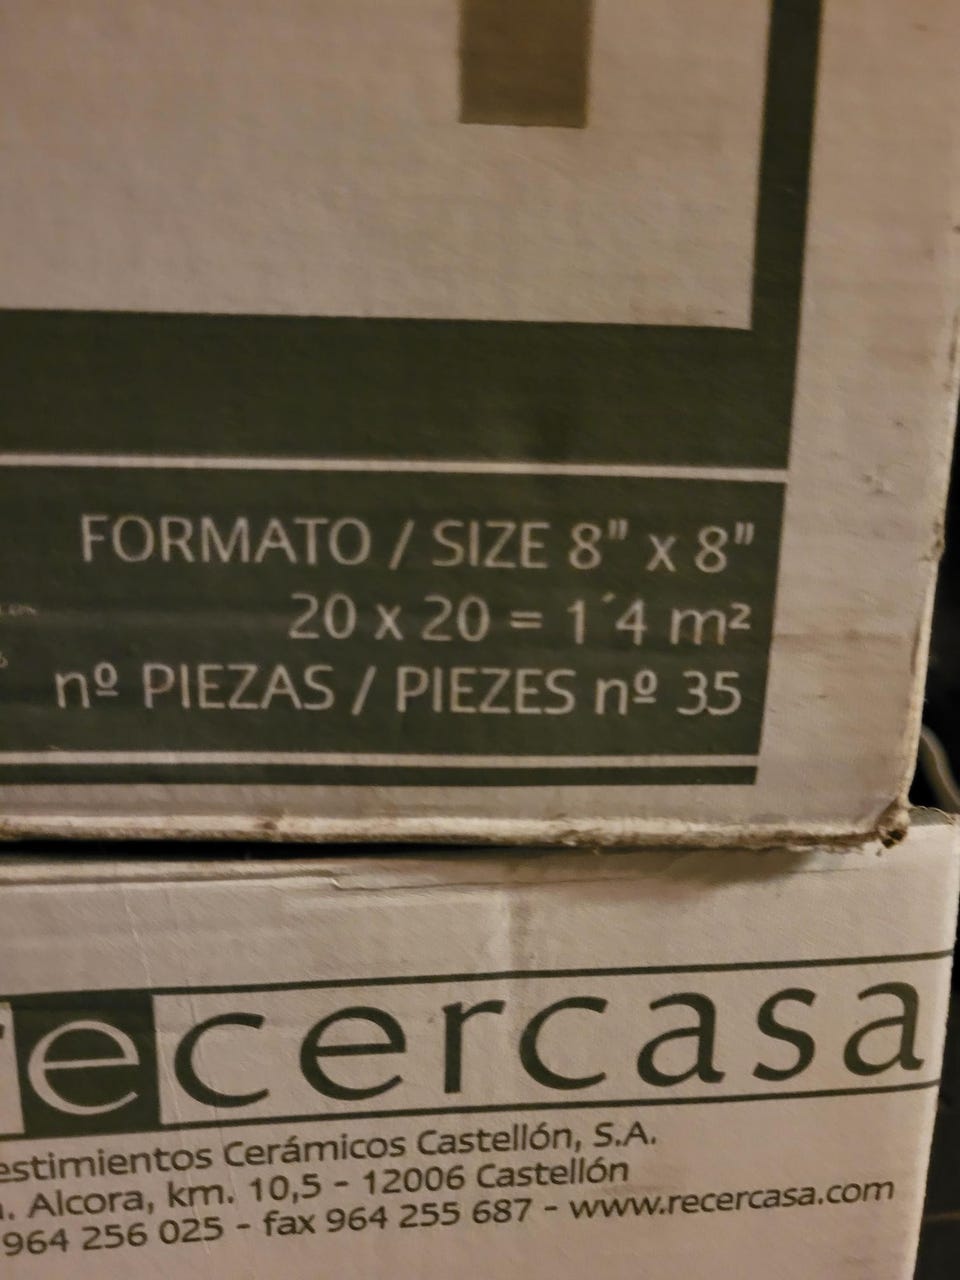 FORMATO / SIZE 8" x 8"
20 x 20 = 1´4 m²
nº PIEZAS / PIEZES nº 35
recercasa
estimientos Cerámicos Castellón, S.A.
. Alcora, km. 10,5 - 12006 Castellón
964 256 025 - fax 964 255 687 - www.recercasa.com